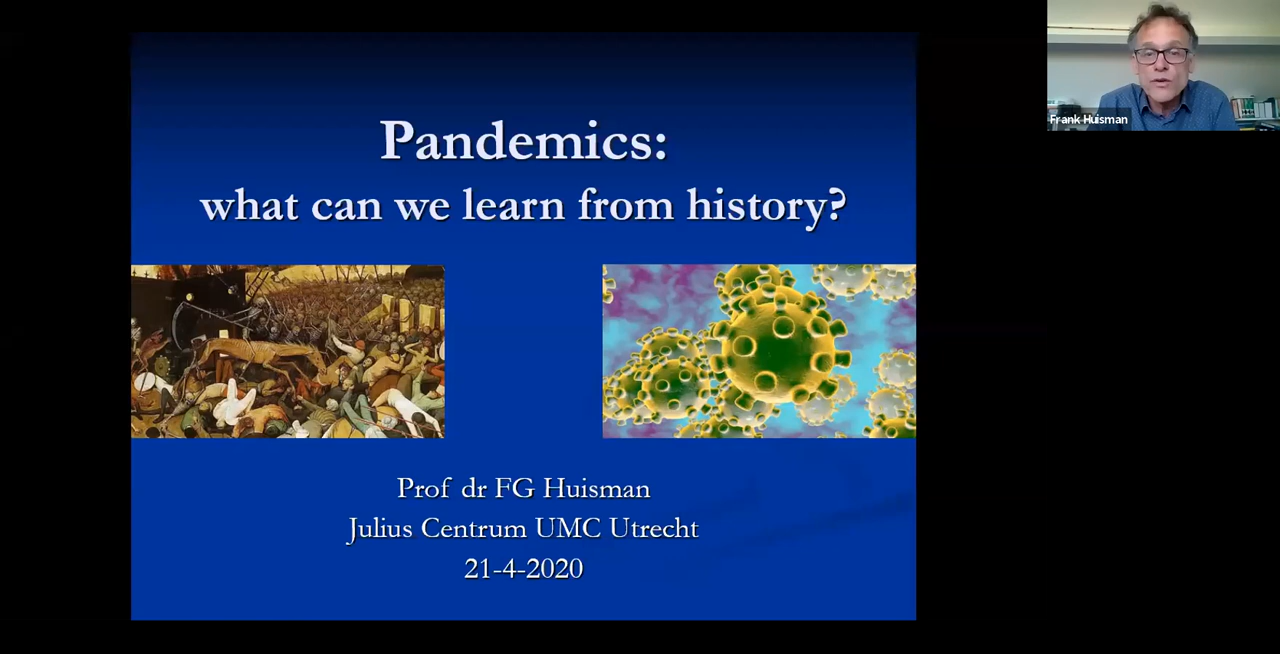 Pandemics:
what can we learn from history?
Prof dr FG Huisman
Julius Centrum UMC Utrecht
21-4-2020
Frank Huisman